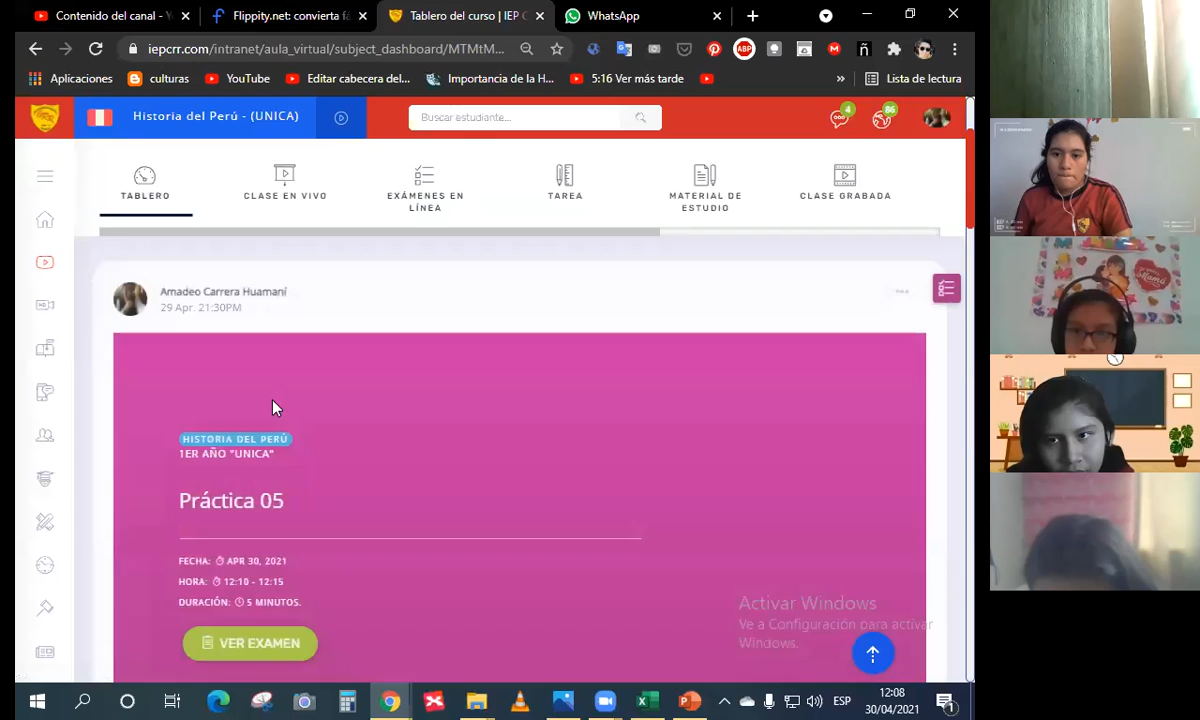 Contenido del canal - Y
Flippity.net: convierta fá
Tablero del curso | IEP C
WhatsApp
iepcrr.com/intranet/aula_virtual/subject_dashboard/MTMtM...
Aplicaciones
culturas
YouTube
Editar cabecera del...
Importancia de la H...
5:16 Ver más tarde
»
Lista de lectura
Historia del Perú - (UNICA)
Buscar estudiante...
4
86
TABLERO
CLASE EN VIVO
EXÁMENES EN LÍNEA
TAREA
MATERIAL DE ESTUDIO
CLASE GRABADA
Amadeo Carrera Huamaní
29 Apr. 21:30PM
HISTORIA DEL PERÚ
1ER AÑO "UNICA"
Práctica 05
FECHA: APR 30, 2021
HORA: 12:10 - 12:15
DURACIÓN: 5 MINUTOS.
VER EXAMEN
Activar Windows
Ve a Configuración para activar
Windows.
ESP
12:08
30/04/2021
1